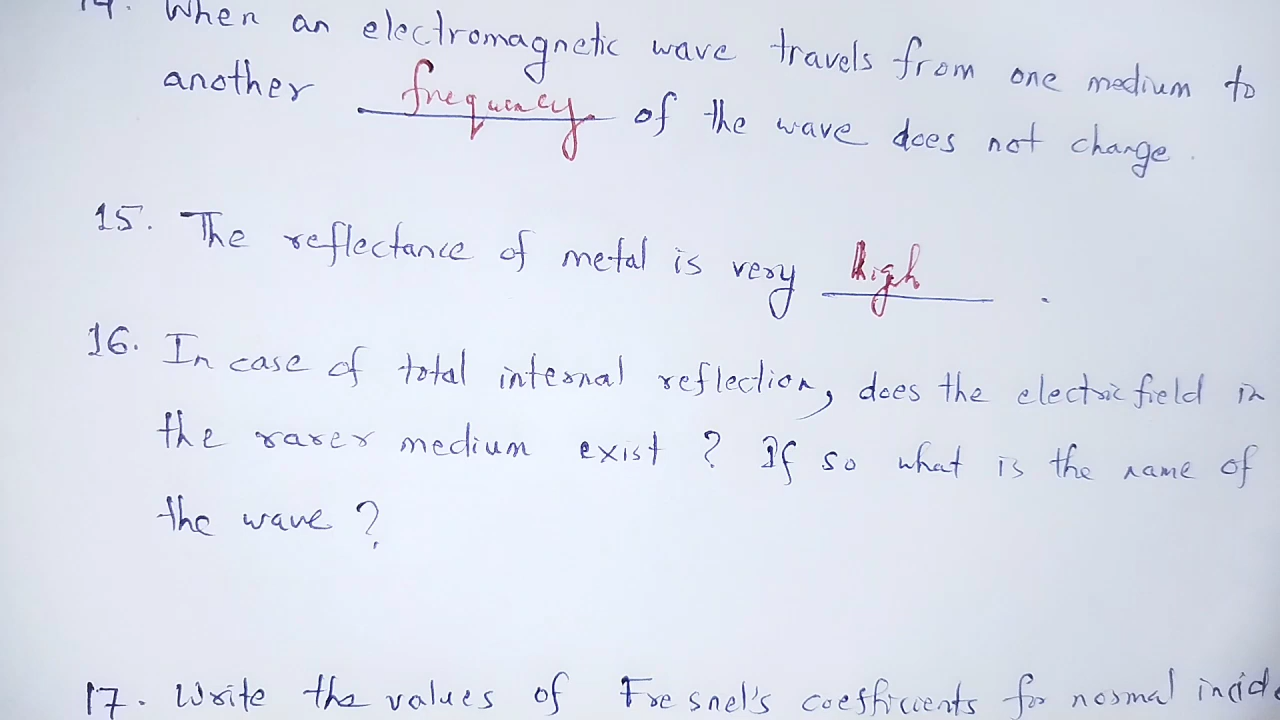 14. When an electromagnetic wave travels from one medium to
another frequency of the wave does not change.
15. The reflectance of metal is very high.
16. In case of total internal reflection, does the electric field in
the rarer medium exist? If so what is the name of
the wave?
17. Write the values of Fresnel's coefficients for normal incide